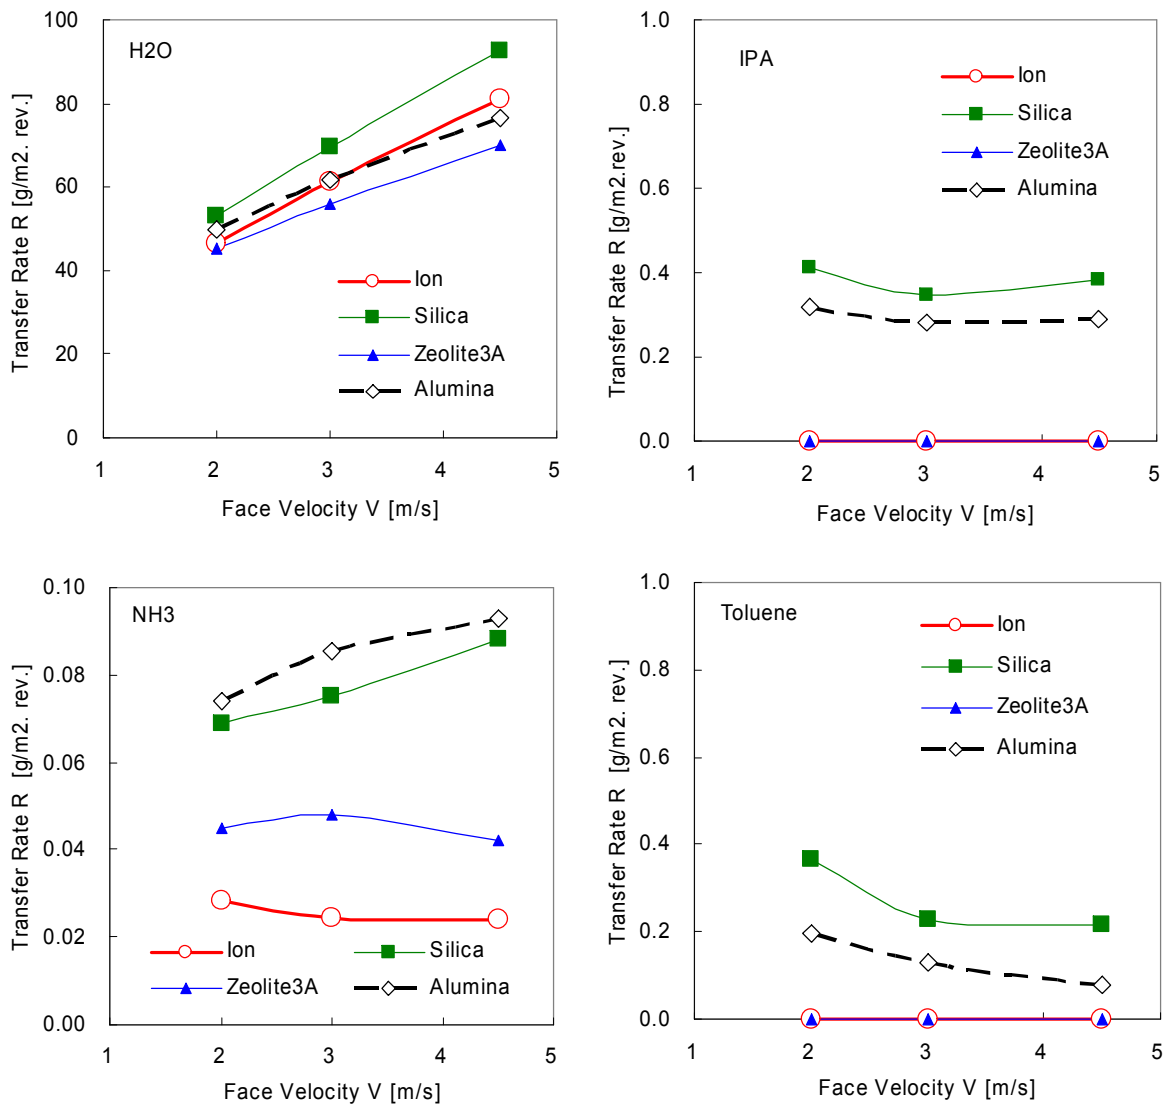 H2O
Transfer Rate R [g/m2. rev.]
100
80
60
40
20
0
Ion
Silica
Zeolite3A
Alumina
1 2 3 4 5
Face Velocity V [m/s]
IPA
Transfer Rate R [g/m2.rev.]
1.0
0.8
0.6
0.4
0.2
0.0
Ion
Silica
Zeolite3A
Alumina
1 2 3 4 5
Face Velocity V [m/s]
NH3
Transfer Rate R [g/m2. rev.]
0.10
0.08
0.06
0.04
0.02
0.00
Ion Silica
Zeolite3A Alumina
1 2 3 4 5
Face Velocity V [m/s]
Toluene
Transfer Rate R [g/m2. rev.]
1.0
0.8
0.6
0.4
0.2
0.0
Ion
Silica
Zeolite3A
Alumina
1 2 3 4 5
Face Velocity V [m/s]